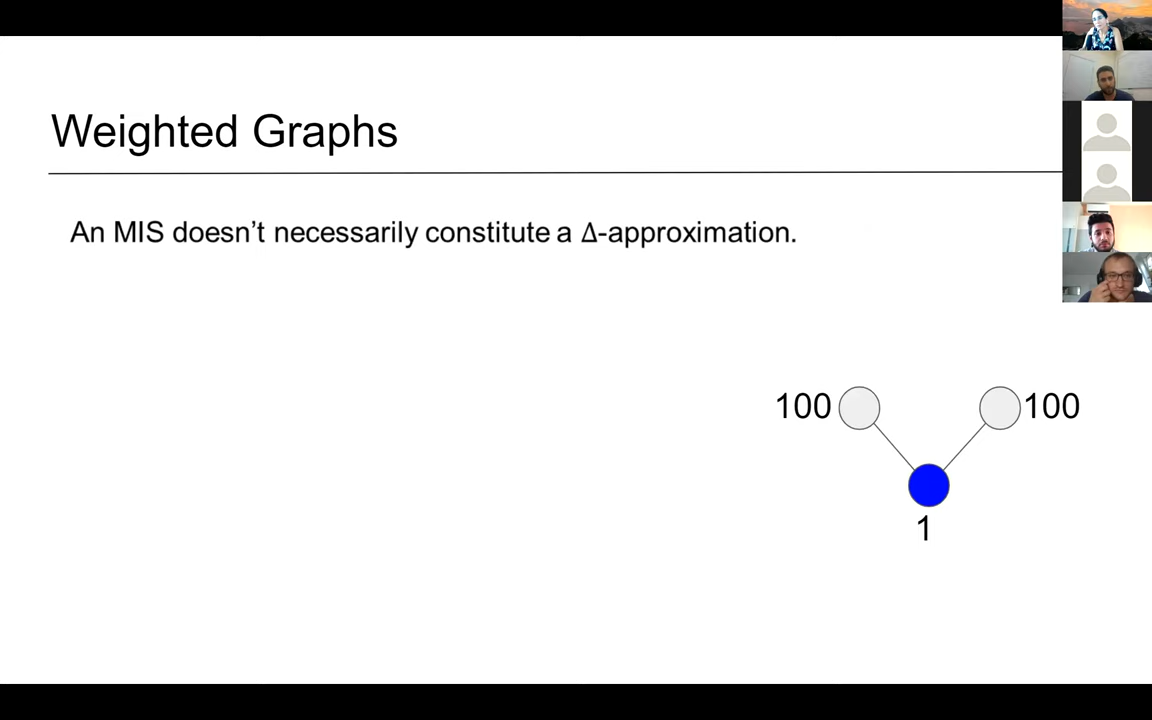 Weighted Graphs
An MIS doesn’t necessarily constitute a Δ-approximation.
100
100
1